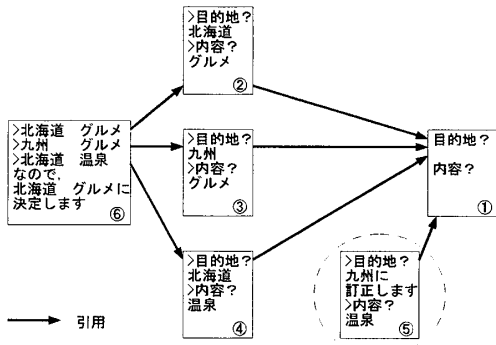 >目的地?
北海道
>内容?
グルメ
②
>北海道 グルメ
>九州 グルメ
>北海道 温泉
なので,
北海道 グルメに
決定します
⑥
>目的地?
九州
>内容?
グルメ
③
目的地?
内容?
①
>目的地?
北海道
>内容?
温泉
④
>目的地?
九州に
訂正します
>内容?
温泉
⑤
引用